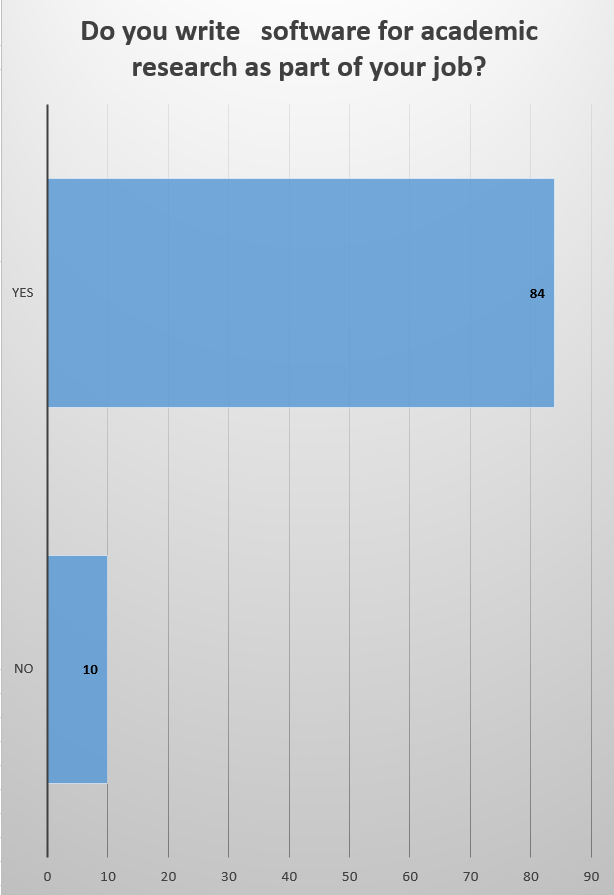 Do you write   software for academic
research as part of your job?
YES
84
NO
10
0 10 20 30 40 50 60 70 80 90